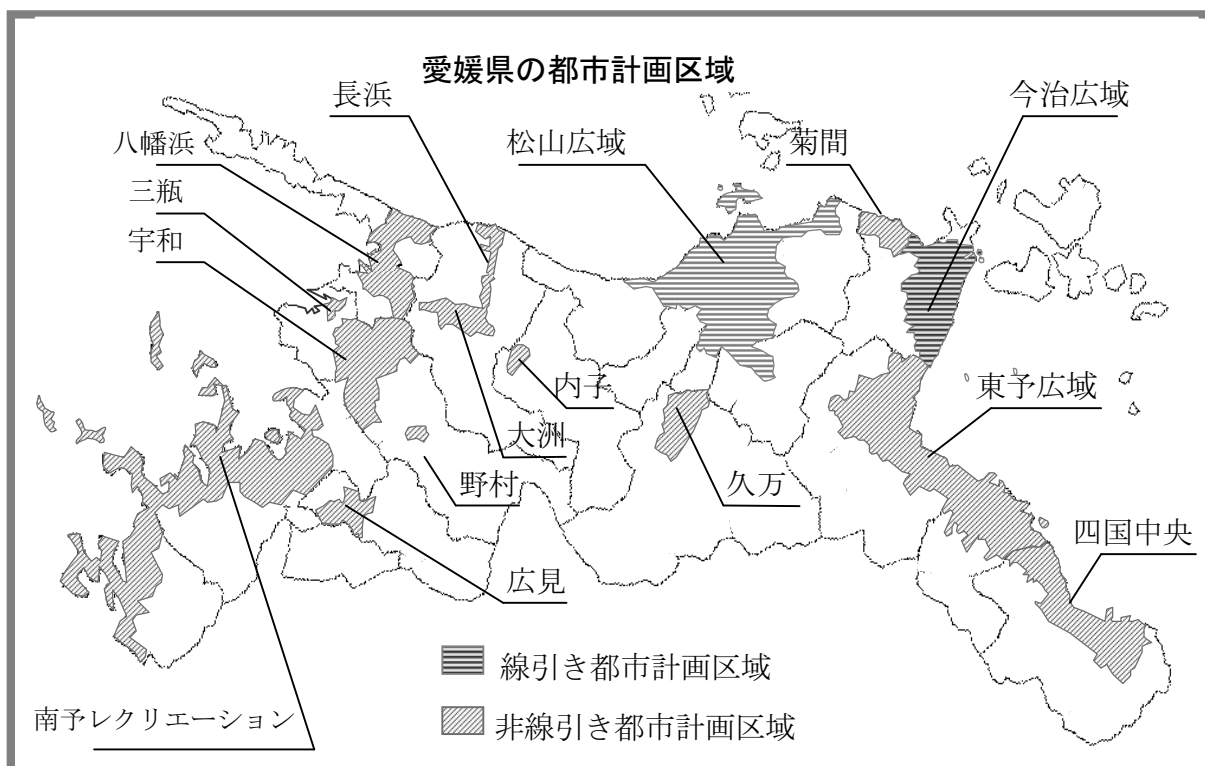 愛媛県の都市計画区域
長浜
今治広域
八幡浜
松山広域
菊間
三瓶
宇和
内子
東予広域
大洲
野村
久万
四国中央
広見
線引き都市計画区域
南予レクリエーション
非線引き都市計画区域